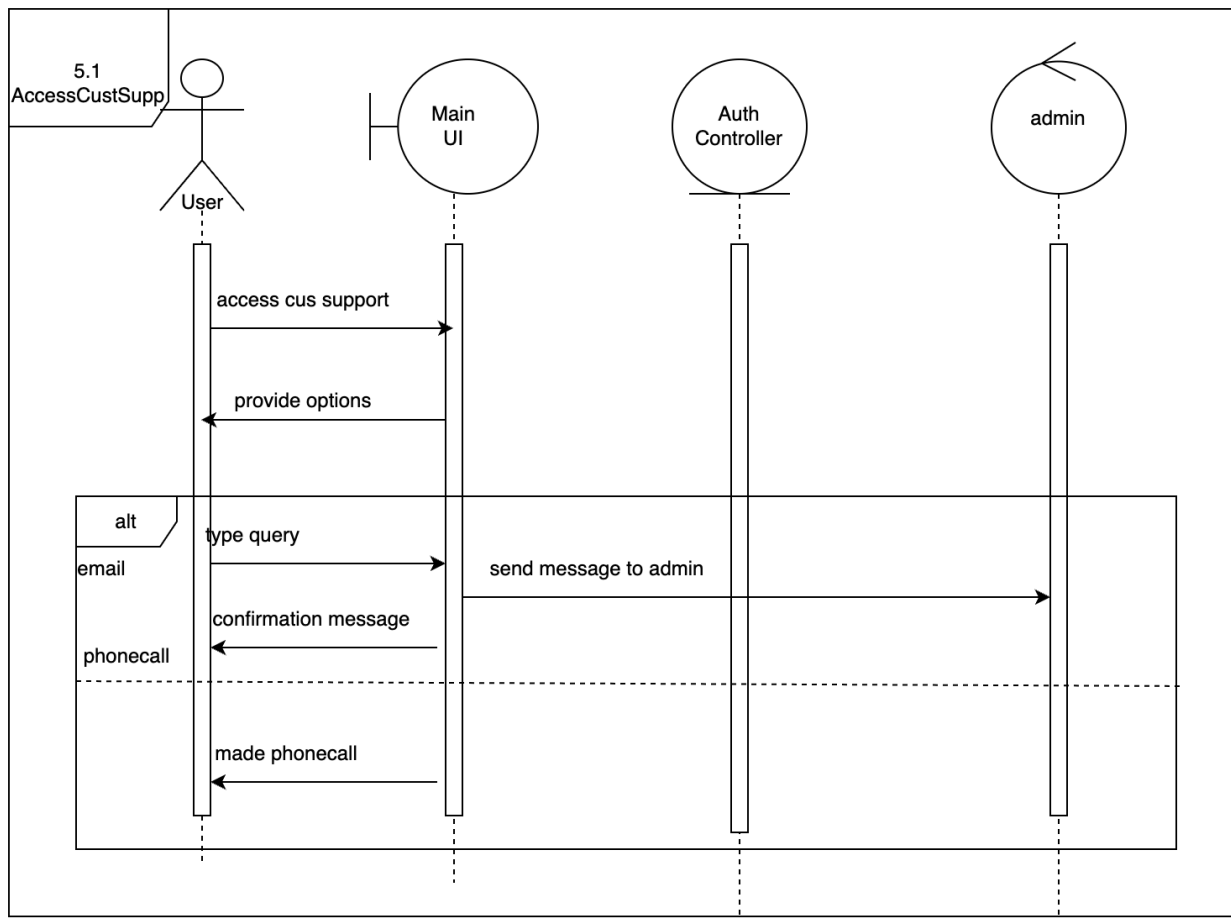 5.1
AccessCustSupp
User
Main
UI
Auth
Controller
admin
access cus support
provide options
alt
type query
email
send message to admin
confirmation message
phonecall
made phonecall